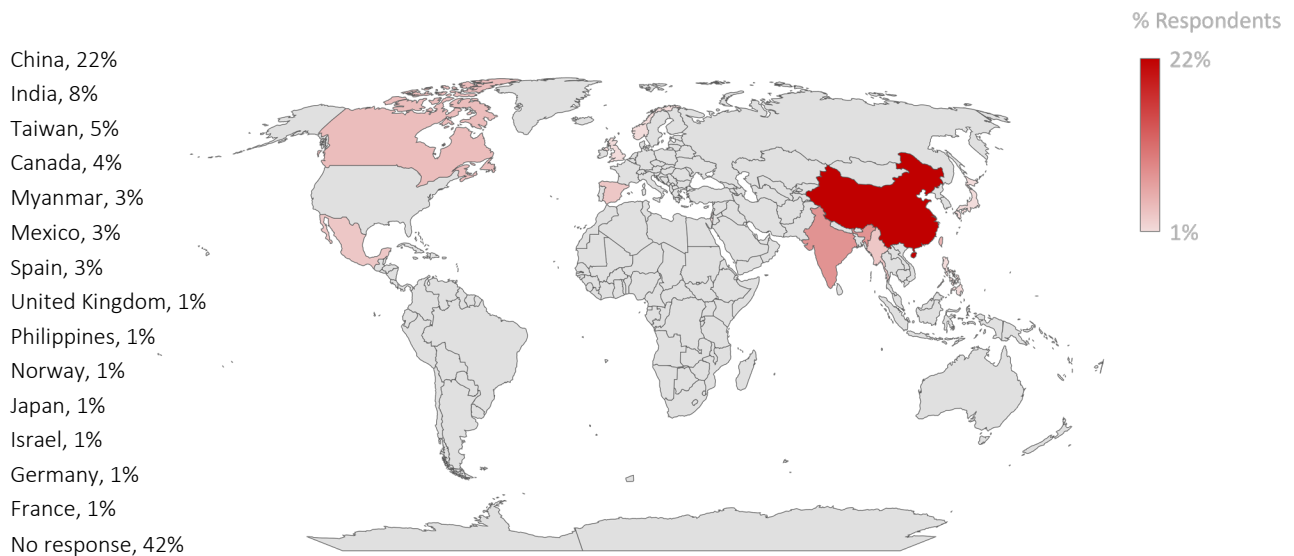 % Respondents
China, 22%
India, 8%
Taiwan, 5%
Canada, 4%
Myanmar, 3%
Mexico, 3%
Spain, 3%
United Kingdom, 1%
Philippines, 1%
Norway, 1%
Japan, 1%
Israel, 1%
Germany, 1%
France, 1%
No response, 42%
22%
1%